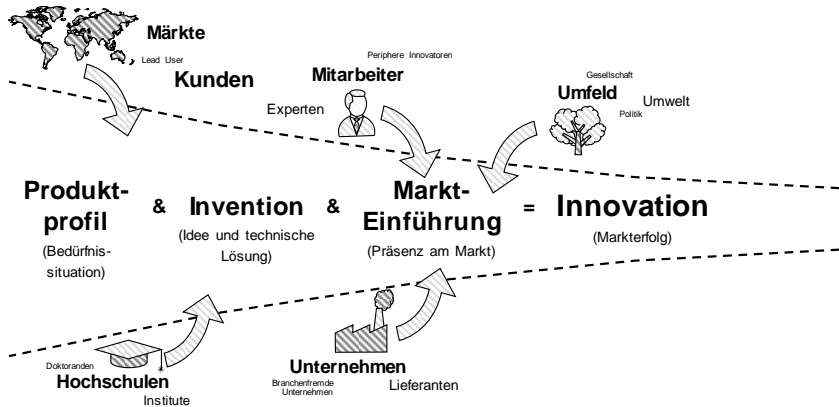 Märkte
Lead User
Kunden
Periphere Innovatoren
Mitarbeiter
Experten
Gesellschaft
Umfeld
Umwelt
Politik
Produkt-
profil
(Bedürfnis-
situation)
&
Invention
(Idee und technische
Lösung)
&
Markt-
Einführung
(Präsenz am Markt)
=
Innovation
(Markterfolg)
Doktoranden
Hochschulen
Institute
Unternehmen
Branchenfremde
Unternehmen
Lieferanten